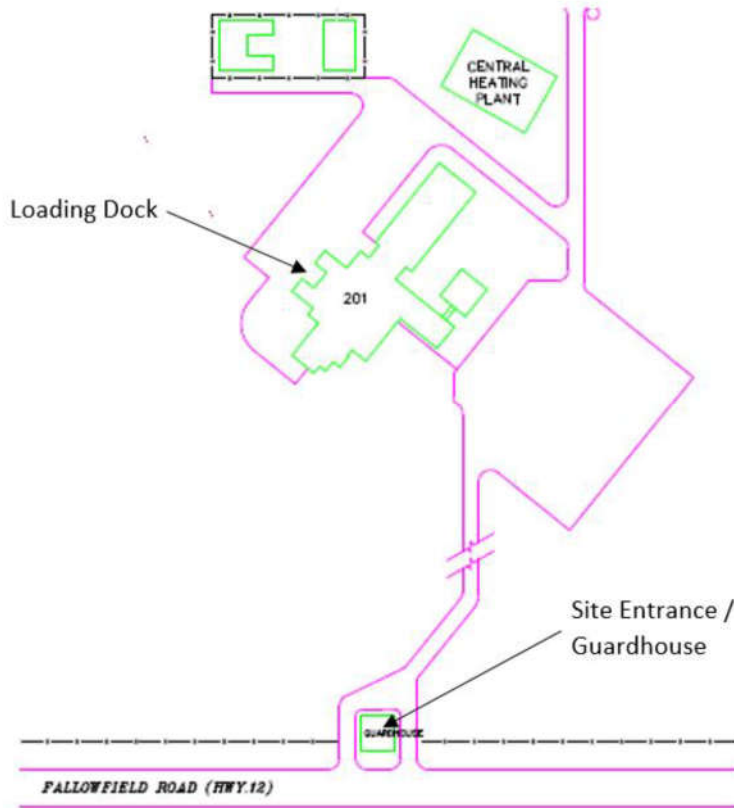 CENTRAL
HEATING
PLANT
Loading Dock
201
Site Entrance /
Guardhouse
GUARDHOUSE
FALLOWFIELD ROAD (HWY.12)